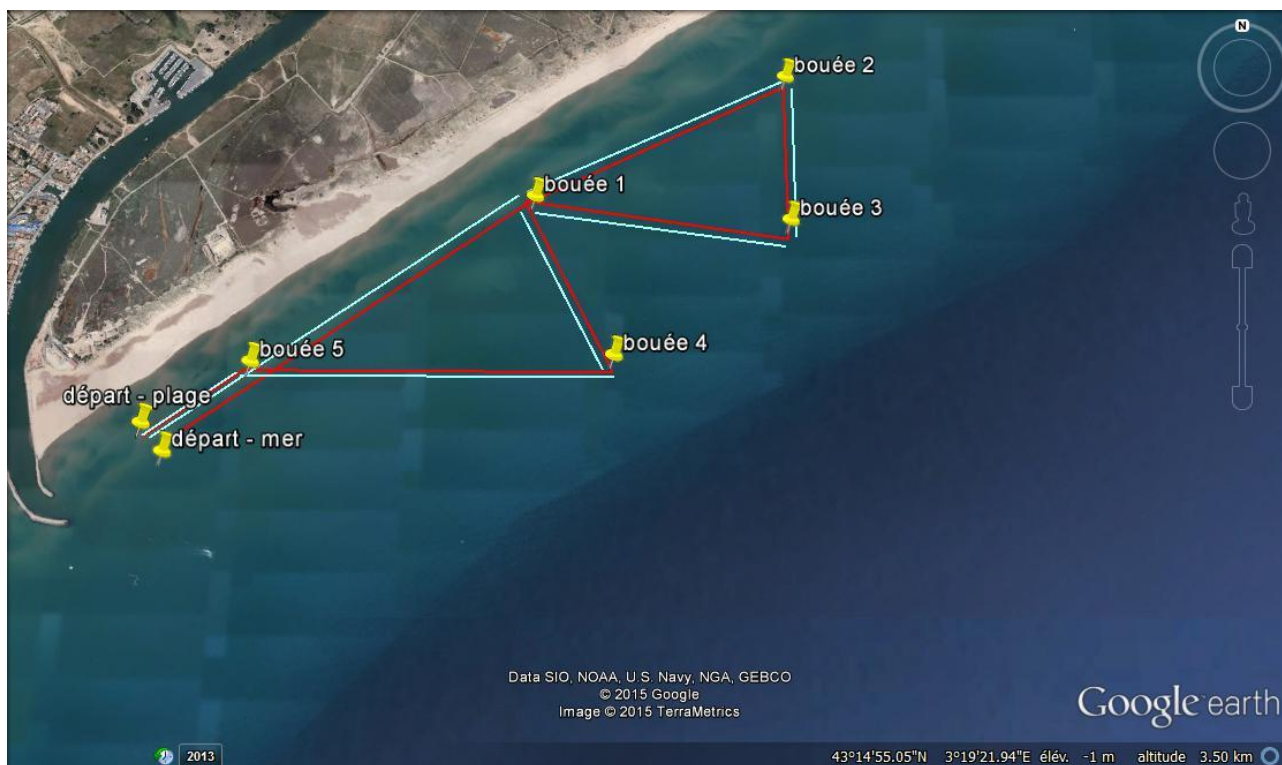 N
bouée 2
bouée 1
bouée 3
bouée 4
bouée 5
départ - plage
départ - mer
Data SIO, NOAA, U.S. Navy, NGA, GEBCO
© 2015 Google
Image © 2015 TerraMetrics
Google earth
2013
43°14'55.05"N 3°19'21.94"E élév. -1 m altitude 3.50 km